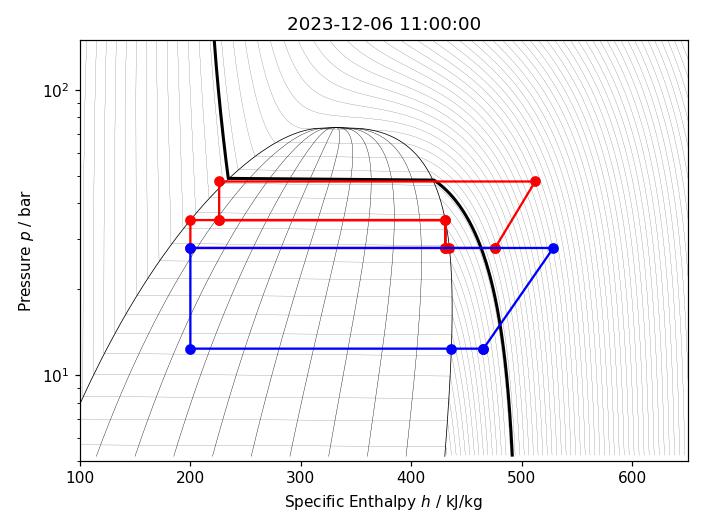 2023-12-06 11:00:00
10²
10¹
Pressure p / bar
100 200 300 400 500 600
Specific Enthalpy h / kJ/kg